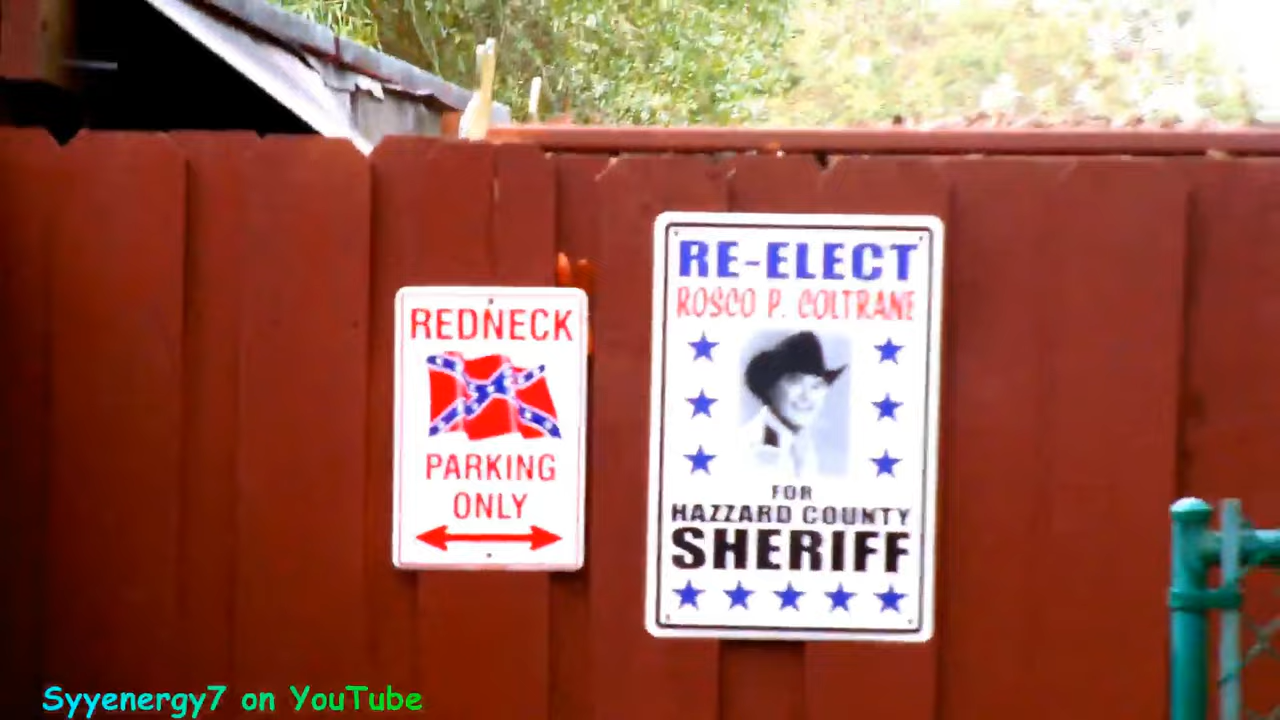 REDNECK
PARKING
ONLY
RE-ELECT
ROSCO P. COLTRANE
FOR
HAZZARD COUNTY
SHERIFF
Syyenergy7 on YouTube